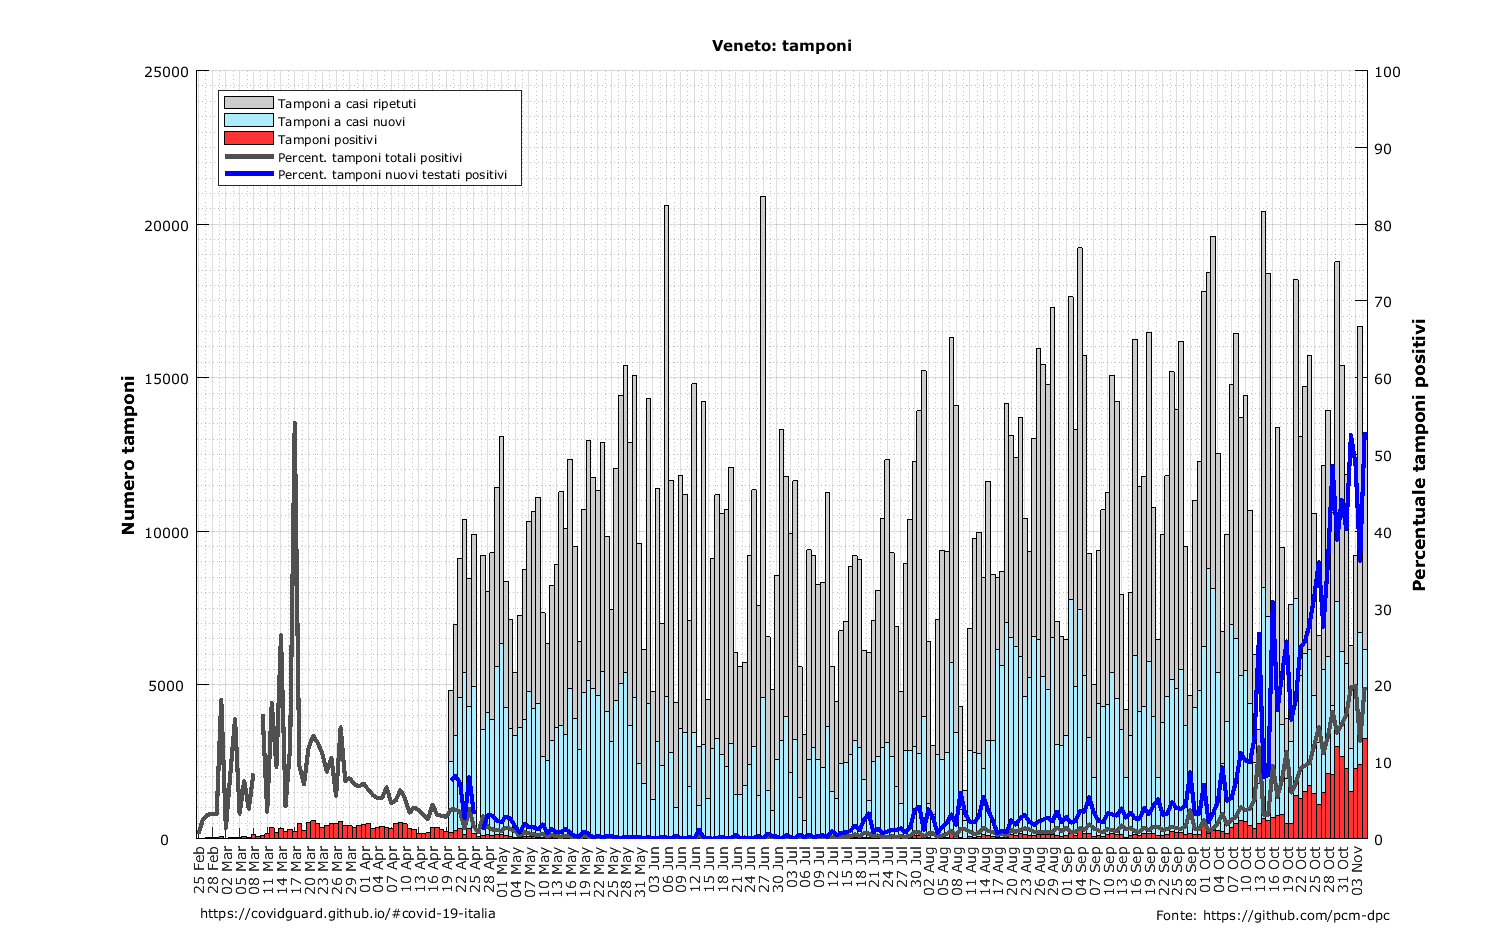 Veneto: tamponi
Tamponi a casi ripetuti
Tamponi a casi nuovi
Tamponi positivi
Percent. tamponi totali positivi
Percent. tamponi nuovi testati positivi
Numero tamponi
25000
20000
15000
10000
5000
0
Percentuale tamponi positivi
100
90
80
70
60
50
40
30
20
10
0
25 Feb
28 Feb
02 Mar
05 Mar
08 Mar
11 Mar
14 Mar
17 Mar
20 Mar
23 Mar
26 Mar
29 Mar
01 Apr
04 Apr
07 Apr
10 Apr
13 Apr
16 Apr
19 Apr
22 Apr
25 Apr
28 Apr
01 May
04 May
07 May
10 May
13 May
16 May
19 May
22 May
25 May
28 May
31 May
03 Jun
06 Jun
09 Jun
12 Jun
15 Jun
18 Jun
21 Jun
24 Jun
27 Jun
30 Jun
03 Jul
06 Jul
09 Jul
12 Jul
15 Jul
18 Jul
21 Jul
24 Jul
27 Jul
30 Jul
02 Aug
05 Aug
08 Aug
11 Aug
14 Aug
17 Aug
20 Aug
23 Aug
26 Aug
29 Aug
01 Sep
04 Sep
07 Sep
10 Sep
13 Sep
16 Sep
19 Sep
22 Sep
25 Sep
28 Sep
01 Oct
04 Oct
07 Oct
10 Oct
13 Oct
16 Oct
19 Oct
22 Oct
25 Oct
28 Oct
31 Oct
03 Nov
https://covidguard.github.io/#covid-19-italia
Fonte: https://github.com/pcm-dpc